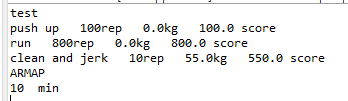 test
push up   100rep   0.0kg   100.0 score
run   800rep   0.0kg   800.0 score
clean and jerk   10rep   55.0kg   550.0 score
ARMAP
10  min